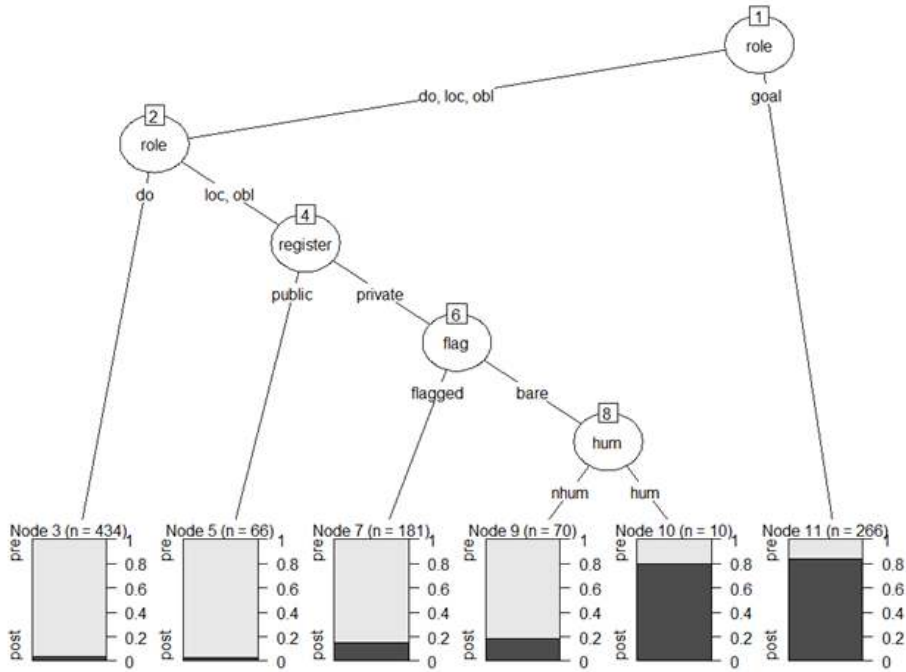 1
role
do, loc, obl
goal
2
role
do
loc, obl
4
register
public
private
6
flag
flagged
bare
8
hum
nhum
hum
Node 3 (n = 434)
Node 5 (n = 66)
Node 7 (n = 181)
Node 9 (n = 70)
Node 10 (n = 10)
Node 11 (n = 266)
pre
post
1
0.8
0.6
0.4
0.2
0
pre
post
1
0.8
0.6
0.4
0.2
0
pre
post
1
0.8
0.6
0.4
0.2
0
pre
post
1
0.8
0.6
0.4
0.2
0
pre
post
1
0.8
0.6
0.4
0.2
0
pre
post
1
0.8
0.6
0.4
0.2
0